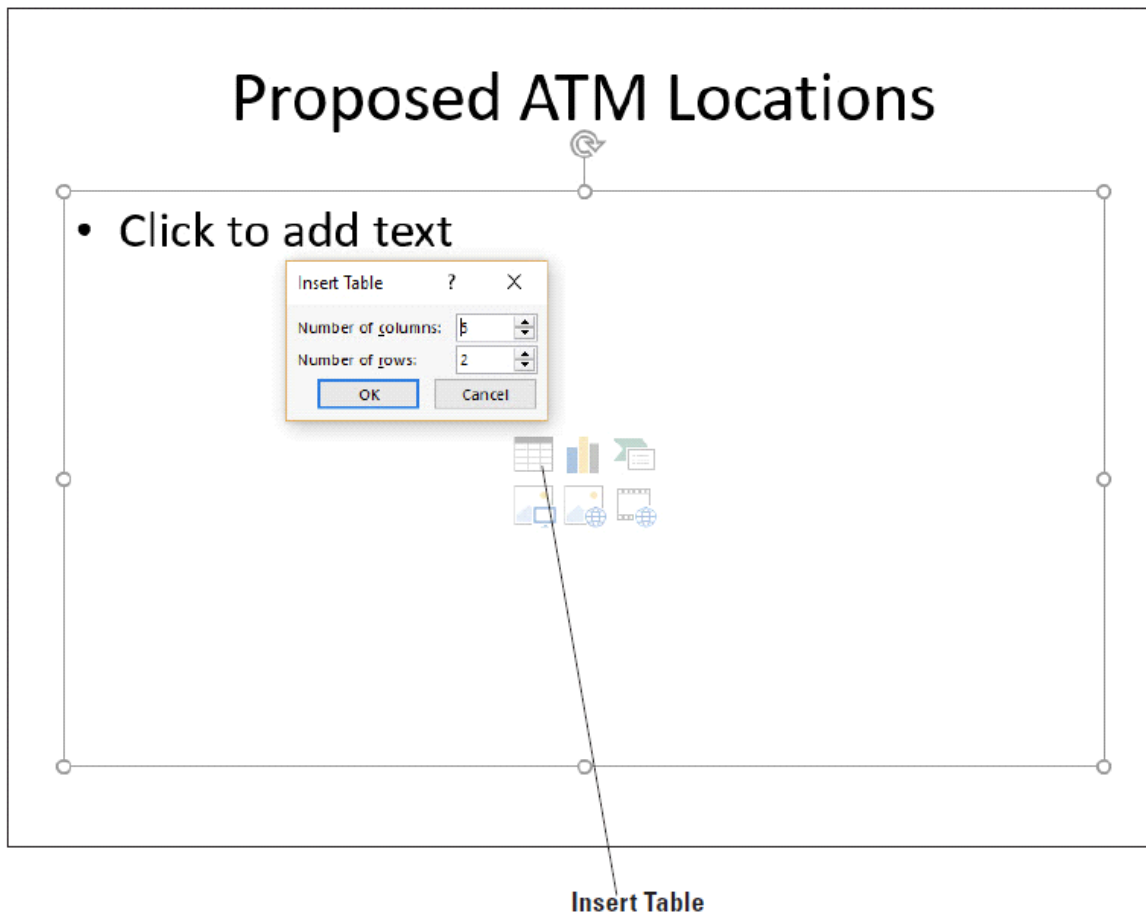 Proposed ATM Locations
• Click to add text
Insert Table ? X
Number of columns: 5
Number of rows: 2
OK Cancel
Insert Table